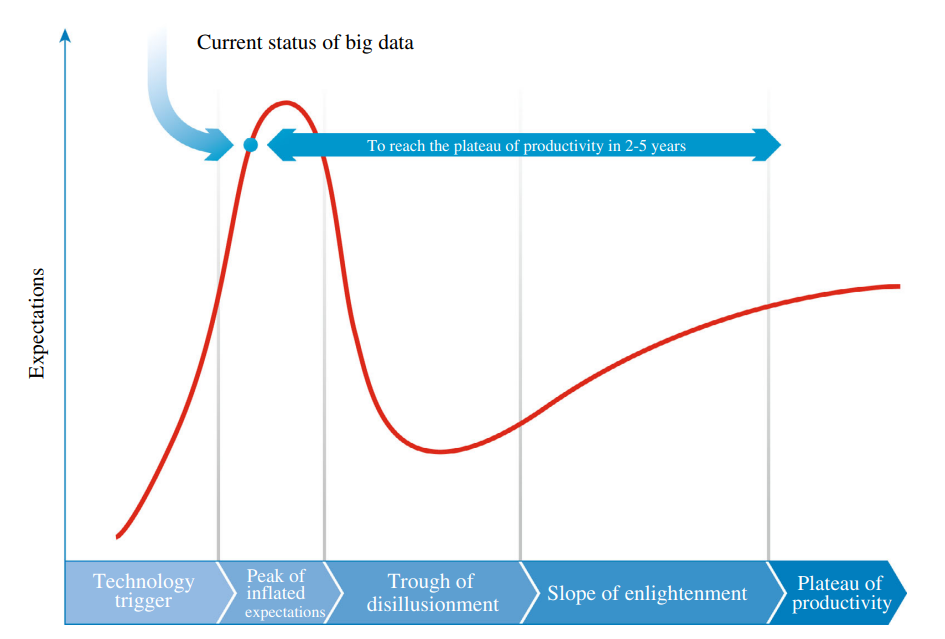 Current status of big data
To reach the plateau of productivity in 2-5 years
Expectations
Technology
trigger
Peak of
inflated
expectations
Trough of
disillusionment
Slope of enlightenment
Plateau of
productivity